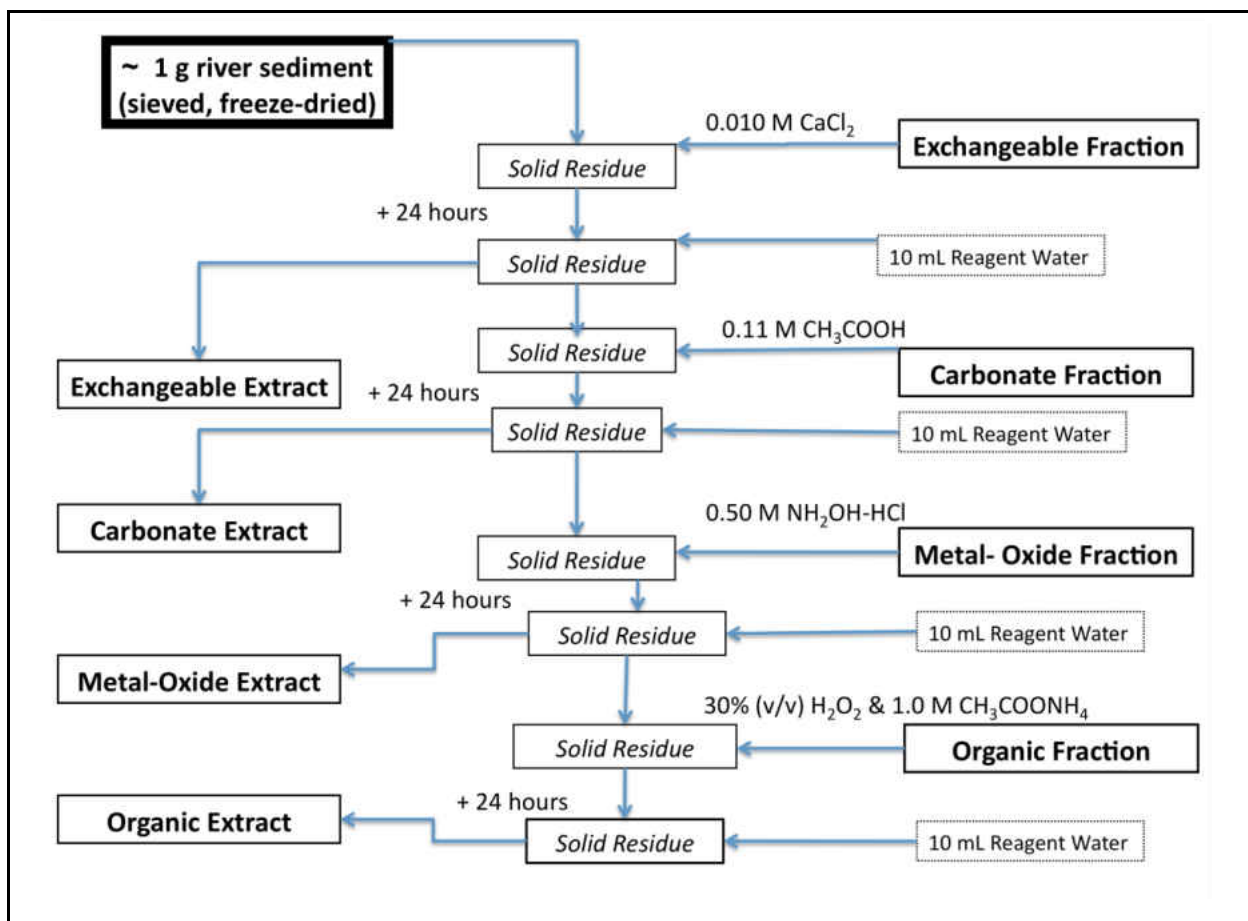 ~ 1 g river sediment
(sieved, freeze-dried)
0.010 M CaCl₂
Exchangeable Fraction
Solid Residue
+ 24 hours
Solid Residue
10 mL Reagent Water
0.11 M CH₃COOH
Solid Residue
Exchangeable Extract
Carbonate Fraction
+ 24 hours
Solid Residue
10 mL Reagent Water
Carbonate Extract
0.50 M NH₂OH-HCl
Solid Residue
Metal- Oxide Fraction
+ 24 hours
Solid Residue
10 mL Reagent Water
Metal-Oxide Extract
30% (v/v) H₂O₂ & 1.0 M CH₃COONH₄
Solid Residue
Organic Fraction
+ 24 hours
Organic Extract
Solid Residue
10 mL Reagent Water